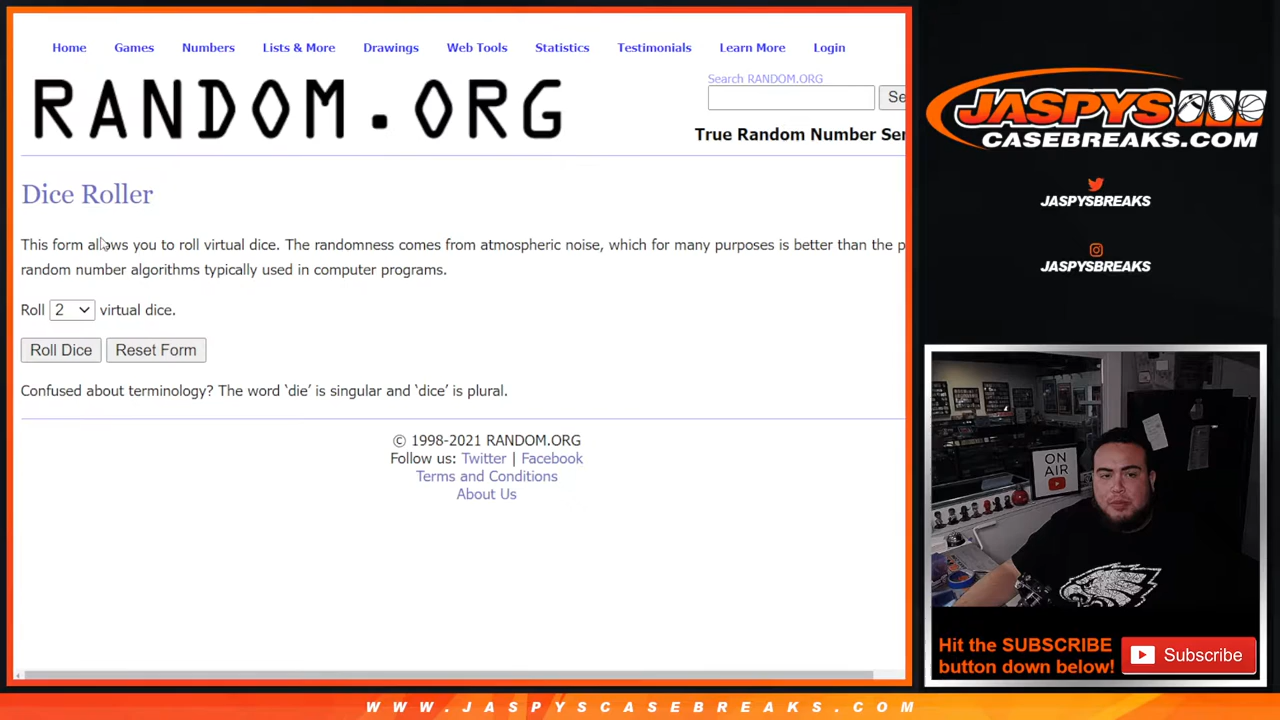 Home Games Numbers Lists & More Drawings Web Tools Statistics Testimonials Learn More Login
RANDOM.ORG
Search RANDOM.ORG
Se
True Random Number Ser
Dice Roller
This form allows you to roll virtual dice. The randomness comes from atmospheric noise, which for many purposes is better than the p
random number algorithms typically used in computer programs.
Roll 2 virtual dice.
Roll Dice Reset Form
Confused about terminology? The word ‘die’ is singular and ‘dice’ is plural.
© 1998-2021 RANDOM.ORG
Follow us: Twitter | Facebook
Terms and Conditions
About Us
JASPYS
CASEBREAKS.COM
JASPYSBREAKS
JASPYSBREAKS
ON
AIR
Hit the SUBSCRIBE
button down below!
Subscribe
WWW.JASPYSCASEBREAKS.COM